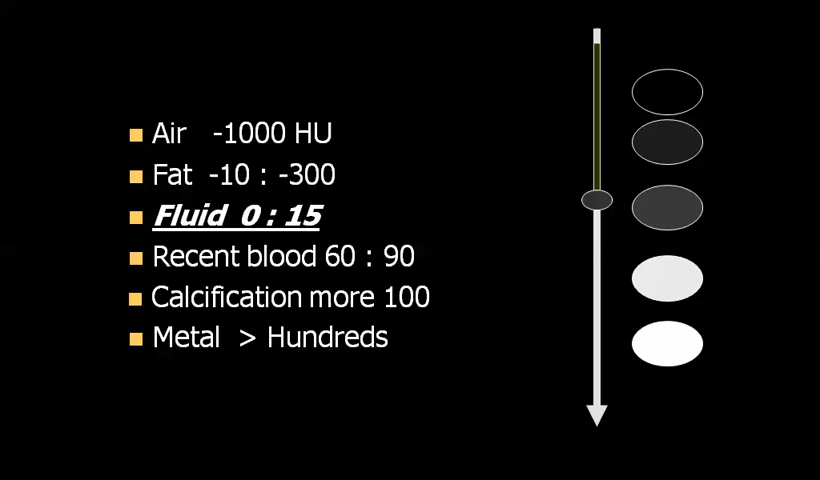 Air -1000 HU
Fat -10 : -300
Fluid 0 : 15
Recent blood 60 : 90
Calcification more 100
Metal > Hundreds